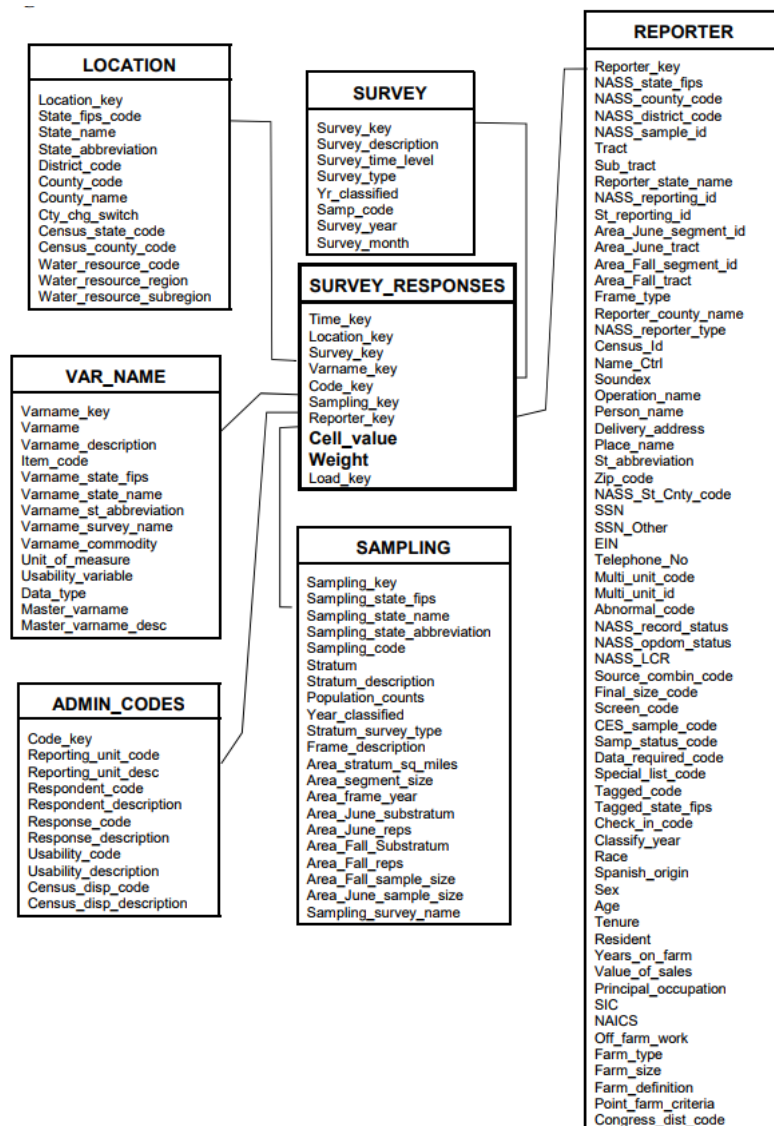 LOCATION
Location_key
State_fips_code
State_name
State_abbreviation
District_code
County_code
County_name
Cty_chg_switch
Census_state_code
Census_county_code
Water_resource_code
Water_resource_region
Water_resource_subregion
VAR_NAME
Varname_key
Varname
Varname_description
Item_code
Varname_state_fips
Varname_state_name
Varname_st_abbreviation
Varname_survey_name
Varname_commodity
Unit_of_measure
Usability_variable
Data_type
Master_varname
Master_varname_desc
ADMIN_CODES
Code_key
Reporting_unit_code
Reporting_unit_desc
Respondent_code
Respondent_description
Response_code
Response_description
Usability_code
Usability_description
Census_disp_code
Census_disp_description
SURVEY
Survey_key
Survey_description
Survey_time_level
Survey_type
Yr_classified
Samp_code
Survey_year
Survey_month
SURVEY_RESPONSES
Time_key
Location_key
Survey_key
Varname_key
Code_key
Sampling_key
Reporter_key
Cell_value
Weight
Load_key
SAMPLING
Sampling_key
Sampling_state_fips
Sampling_state_name
Sampling_state_abbreviation
Sampling_code
Stratum
Stratum_description
Population_counts
Year_classified
Stratum_survey_type
Frame_description
Area_stratum_sq_miles
Area_segment_size
Area_frame_year
Area_June_substratum
Area_June_reps
Area_Fall_Substratum
Area_Fall_reps
Area_Fall_sample_size
Area_June_sample_size
Sampling_survey_name
REPORTER
Reporter_key
NASS_state_fips
NASS_county_code
NASS_district_code
NASS_sample_id
Tract
Sub_tract
Reporter_state_name
NASS_reporting_id
St_reporting_id
Area_June_segment_id
Area_June_tract
Area_Fall_segment_id
Area_Fall_tract
Frame_type
Reporter_county_name
NASS_reporter_type
Census_Id
Name_Ctrl
Soundex
Operation_name
Person_name
Delivery_address
Place_name
St_abbreviation
Zip_code
NASS_St_Cnty_code
SSN
SSN_Other
EIN
Telephone_No
Multi_unit_code
Multi_unit_id
Abnormal_code
NASS_record_status
NASS_opdom_status
NASS_LCR
Source_combin_code
Final_size_code
Screen_code
CES_sample_code
Samp_status_code
Data_required_code
Special_list_code
Tagged_code
Tagged_state_fips
Check_in_code
Classify_year
Race
Spanish_origin
Sex
Age
Tenure
Resident
Years_on_farm
Value_of_sales
Principal_occupation
SIC
NAICS
Off_farm_work
Farm_type
Farm_size
Farm_definition
Point_farm_criteria
Congress_dist_code